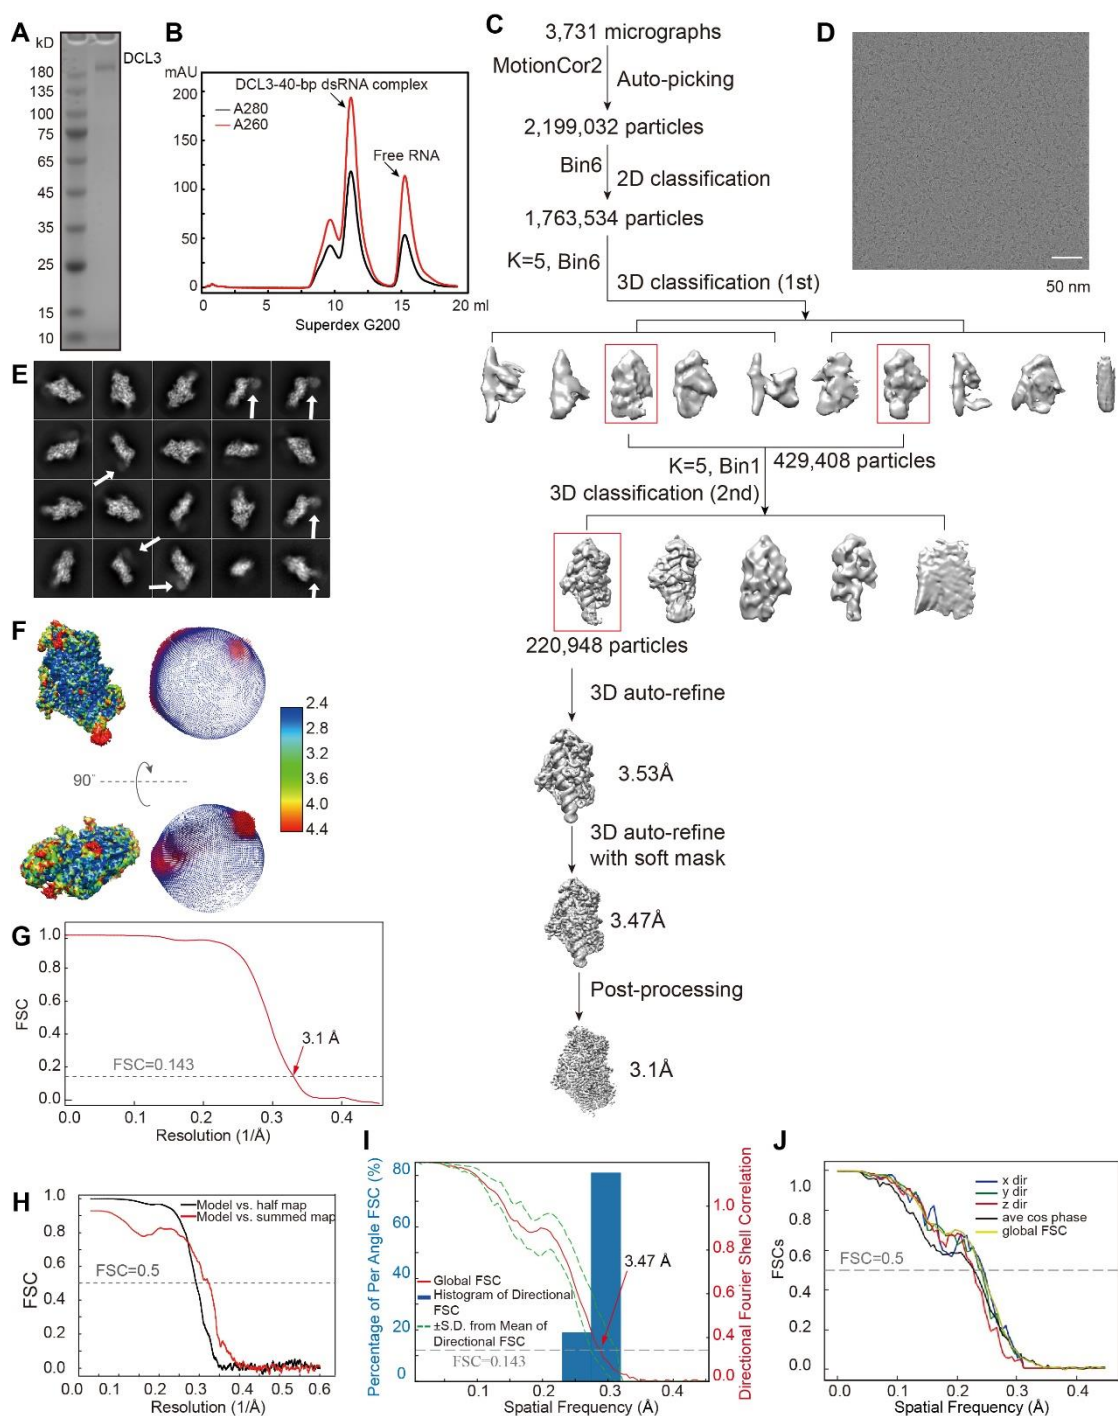 A
kD
180
135
100
75
65
45
35
25
15
10
DCL3
B
mAU
200
150
100
50
0
DCL3-40-bp dsRNA complex
A280
A260
Free RNA
0 5 10 15 20 ml
Superdex G200
C
3,731 micrographs
MotionCor2
Auto-picking
2,199,032 particles
Bin6
2D classification
1,763,534 particles
K=5, Bin6
3D classification (1st)
K=5, Bin1
429,408 particles
3D classification (2nd)
220,948 particles
3D auto-refine
3.53Å
3D auto-refine
with soft mask
3.47Å
Post-processing
3.1Å
D
50 nm
E
F
90°
2.4
2.8
3.2
3.6
4.0
4.4
G
FSC
1.0
0.8
0.6
0.4
0.2
0.0
FSC=0.143
3.1 Å
0.0 0.1 0.2 0.3 0.4
Resolution (1/Å)
H
FSC
1.0
0.5
0.0
Model vs. half map
Model vs. summed map
FSC=0.5
0.0 0.1 0.2 0.3 0.4 0.5 0.6
Resolution (1/Å)
I
Percentage of Per Angle FSC (%)
80
60
40
20
0
Global FSC
Histogram of Directional
FSC
±S.D. from Mean of
Directional FSC
FSC=0.143
3.47 Å
1.0
0.8
0.6
0.4
0.2
0.0
Directional Fourier Shell Correlation
0.1 0.2 0.3 0.4
Spatial Frequency (Å)
J
FSCs
1.0
0.8
0.6
0.4
0.2
0.0
x dir
y dir
z dir
ave cos phase
global FSC
FSC=0.5
0.0 0.1 0.2 0.3 0.4
Spatial Frequency (Å)